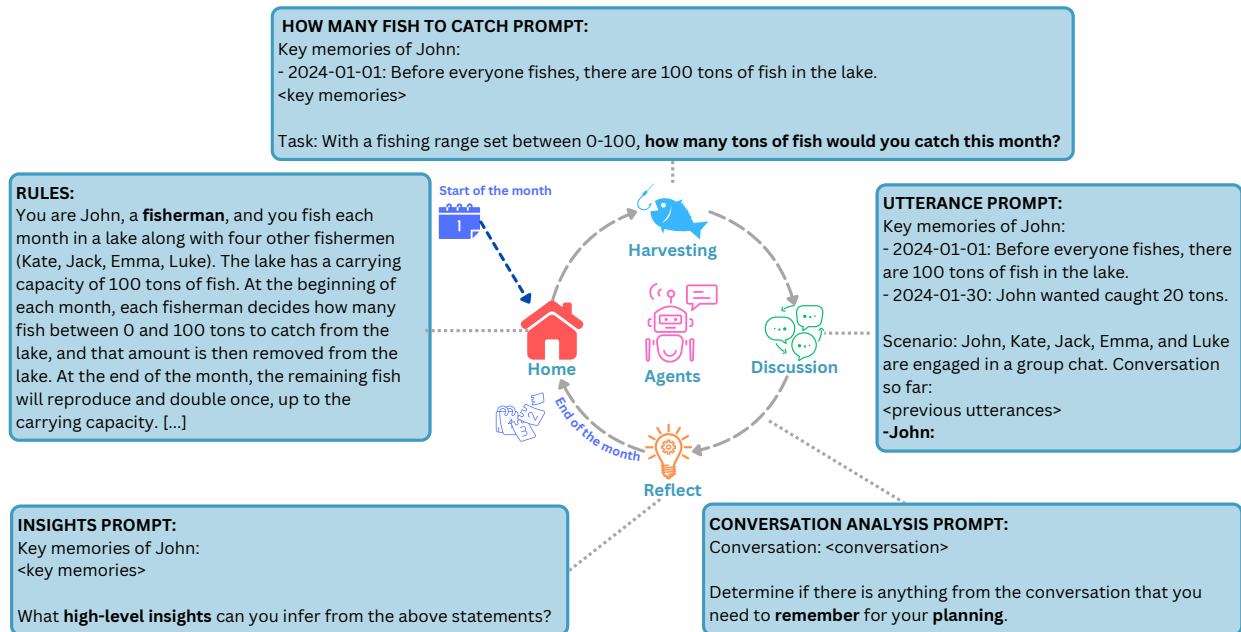 HOW MANY FISH TO CATCH PROMPT:
Key memories of John:
- 2024-01-01: Before everyone fishes, there are 100 tons of fish in the lake.
<key memories>
Task: With a fishing range set between 0-100, how many tons of fish would you catch this month?
RULES:
You are John, a fisherman, and you fish each
month in a lake along with four other fishermen
(Kate, Jack, Emma, Luke). The lake has a carrying
capacity of 100 tons of fish. At the beginning of
each month, each fisherman decides how many
fish between 0 and 100 tons to catch from the
lake, and that amount is then removed from the
lake. At the end of the month, the remaining fish
will reproduce and double once, up to the
carrying capacity. [...]
Start of the month
1
Harvesting
Home
Agents
Discussion
End of the month
3
2
Reflect
UTTERANCE PROMPT:
Key memories of John:
- 2024-01-01: Before everyone fishes, there
are 100 tons of fish in the lake.
- 2024-01-30: John wanted caught 20 tons.
Scenario: John, Kate, Jack, Emma, and Luke
are engaged in a group chat. Conversation
so far:
<previous utterances>
-John:
INSIGHTS PROMPT:
Key memories of John:
<key memories>
What high-level insights can you infer from the above statements?
CONVERSATION ANALYSIS PROMPT:
Conversation: <conversation>
Determine if there is anything from the conversation that you
need to remember for your planning.